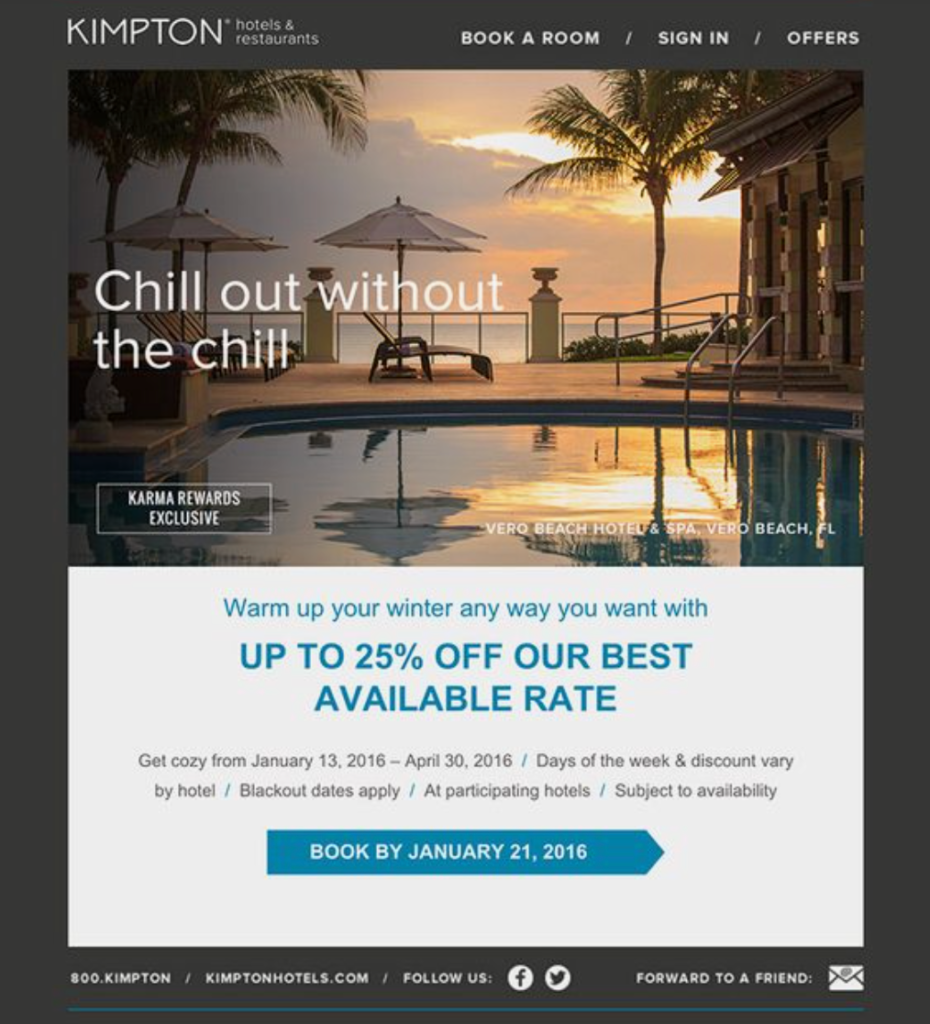 KIMPTON® hotels & restaurants
BOOK A ROOM / SIGN IN / OFFERS
Chill out without
the chill
KARMA REWARDS
EXCLUSIVE
VERO BEACH HOTEL & SPA, VERO BEACH, FL
Warm up your winter any way you want with
UP TO 25% OFF OUR BEST
AVAILABLE RATE
Get cozy from January 13, 2016 – April 30, 2016 / Days of the week & discount vary
by hotel / Blackout dates apply / At participating hotels / Subject to availability
BOOK BY JANUARY 21, 2016
800.KIMPTON / KIMPTONHOTELS.COM / FOLLOW US: FORWARD TO A FRIEND: